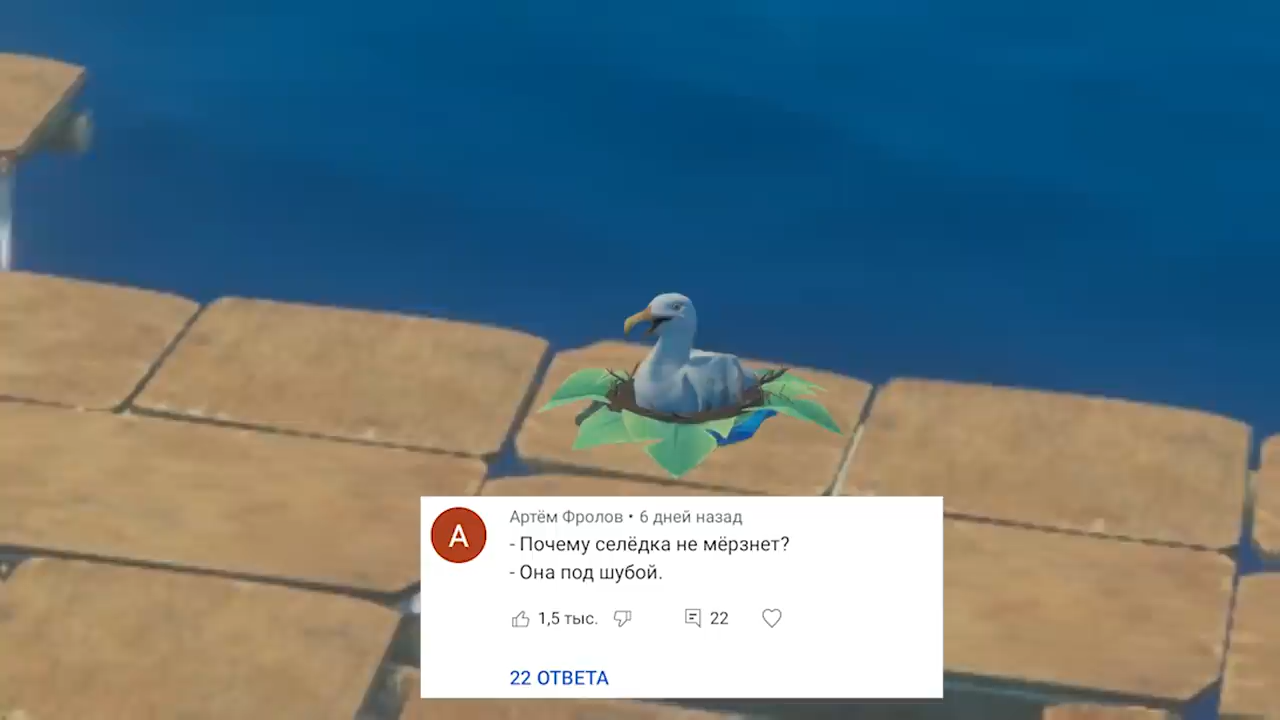 А
Артём Фролов • 6 дней назад
- Почему селёдка не мёрзнет?
- Она под шубой.
1,5 тыс. 22
22 ОТВЕТА